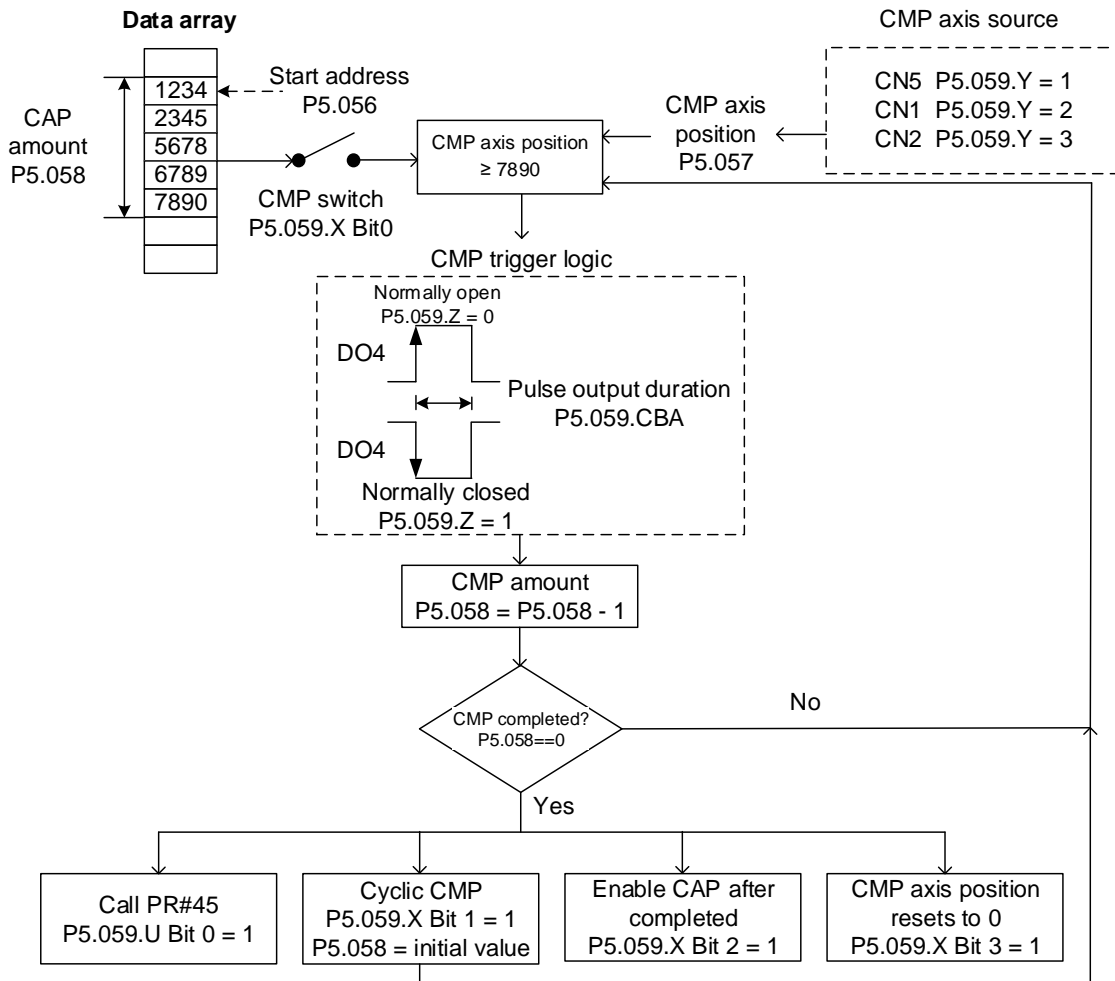 Data array
CMP axis source
1234
2345
5678
6789
7890
CAP
amount
P5.058
Start address
P5.056
CMP switch
P5.059.X Bit0
CMP axis position
≥ 7890
CMP axis
position
P5.057
CN5 P5.059.Y = 1
CN1 P5.059.Y = 2
CN2 P5.059.Y = 3
CMP trigger logic
Normally open
P5.059.Z = 0
DO4
Pulse output duration
P5.059.CBA
DO4
Normally closed
P5.059.Z = 1
CMP amount
P5.058 = P5.058 - 1
CMP completed?
P5.058==0
No
Yes
Call PR#45
P5.059.U Bit 0 = 1
Cyclic CMP
P5.059.X Bit 1 = 1
P5.058 = initial value
Enable CAP after
completed
P5.059.X Bit 2 = 1
CMP axis position
resets to 0
P5.059.X Bit 3 = 1